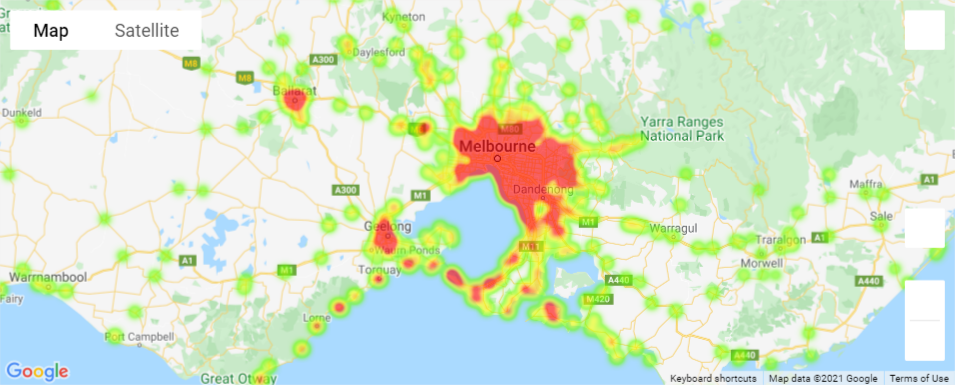 Map
Satellite
Kyneton
Daylesford
A300
M8
M8
Ballarat
Dunkeld
M80
Melbourne
Yarra Ranges
National Park
Dandenong
A300
M1
A1
Maffra
Geelong
M1
Sale
Warragul
Waurn Ponds
M11
Traralgon
A1
A1
M1
Torquay
Morwell
Warrnambool
A440
A440
Fairy
M420
Lorne
Port Campbell
A440
Great Otway
Google
Keyboard shortcuts
Map data ©2021 Google
Terms of Use